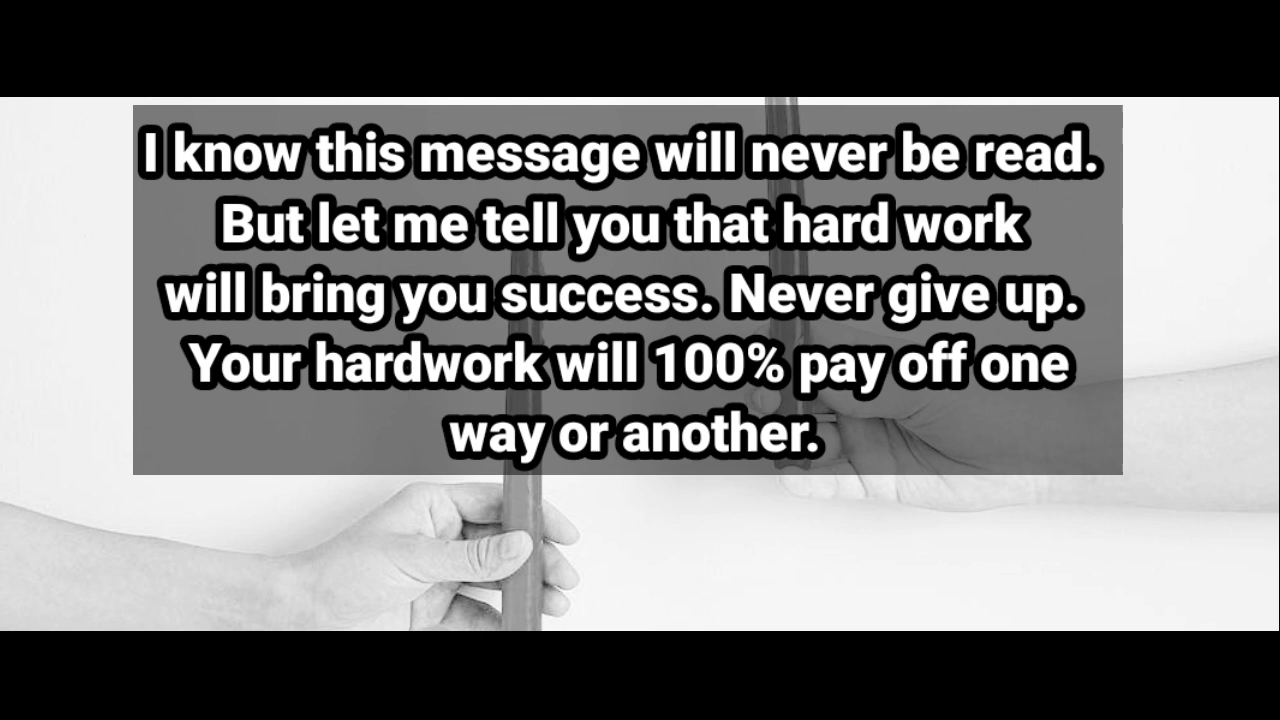 I know this message will never be read.
But let me tell you that hard work
will bring you success. Never give up.
Your hardwork will 100% pay off one
way or another.